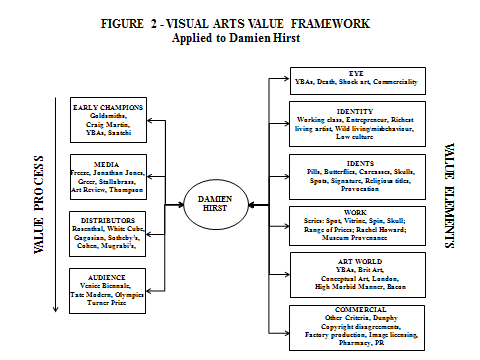 FIGURE 2 - VISUAL ARTS VALUE FRAMEWORK
Applied to Damien Hirst
VALUE PROCESS
EARLY CHAMPIONS
Goldsmiths,
Craig Martin,
YBAs, Saatchi
MEDIA
Freeze, Jonathan Jones,
Greer, Stallabrass,
Art Review, Thompson
DISTRIBUTORS
Rosenthal, White Cube,
Gagosian, Sotheby's,
Cohen, Mugrabi's,
AUDIENCE
Venice Biennale,
Tate Modern, Olympics
Turner Prize
DAMIEN
HIRST
EYE
YBAs, Death, Shock art, Commerciality
IDENTITY
Working class, Entrepreneur, Richest
living artist, Wild living/misbehaviour,
Low culture
IDENTS
Pills, Butterflies, Carcasses, Skulls,
Spots, Signature, Religious titles,
Provocation
WORK
Series: Spot, Vitrine, Spin, Skull;
Range of Prices; Rachel Howard;
Museum Provenance
ART WORLD
YBAs, Brit Art,
Conceptual Art, London,
High Morbid Manner, Bacon
COMMERCIAL
Other Criteria, Dunphy
Copyright disagreements,
Factory production, Image licensing,
Pharmacy, PR
VALUE ELEMENTS